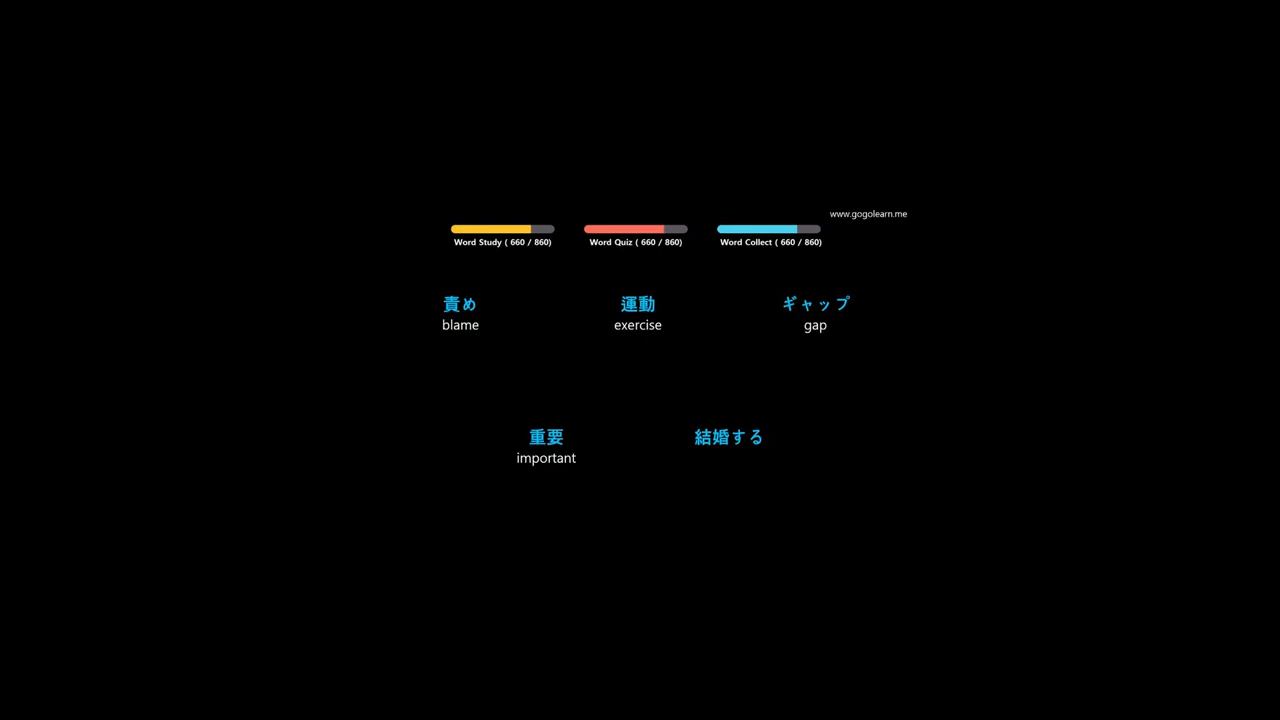 www.gogolearn.me
Word Study ( 660 / 860)
Word Quiz ( 660 / 860)
Word Collect ( 660 / 860)
責め
blame
運動
exercise
ギャップ
gap
重要
important
結婚する